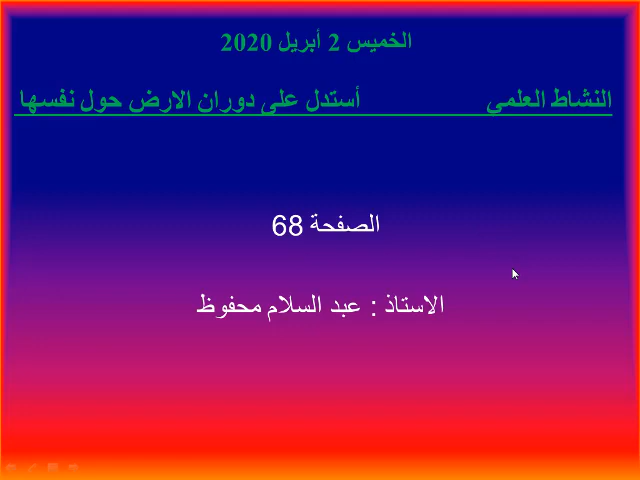 الخميس 2 أبريل 2020
النشاط العلمي أستدل على دوران الارض حول نفسها
الصفحة 68
الاستاذ : عبد السلام محفوظ